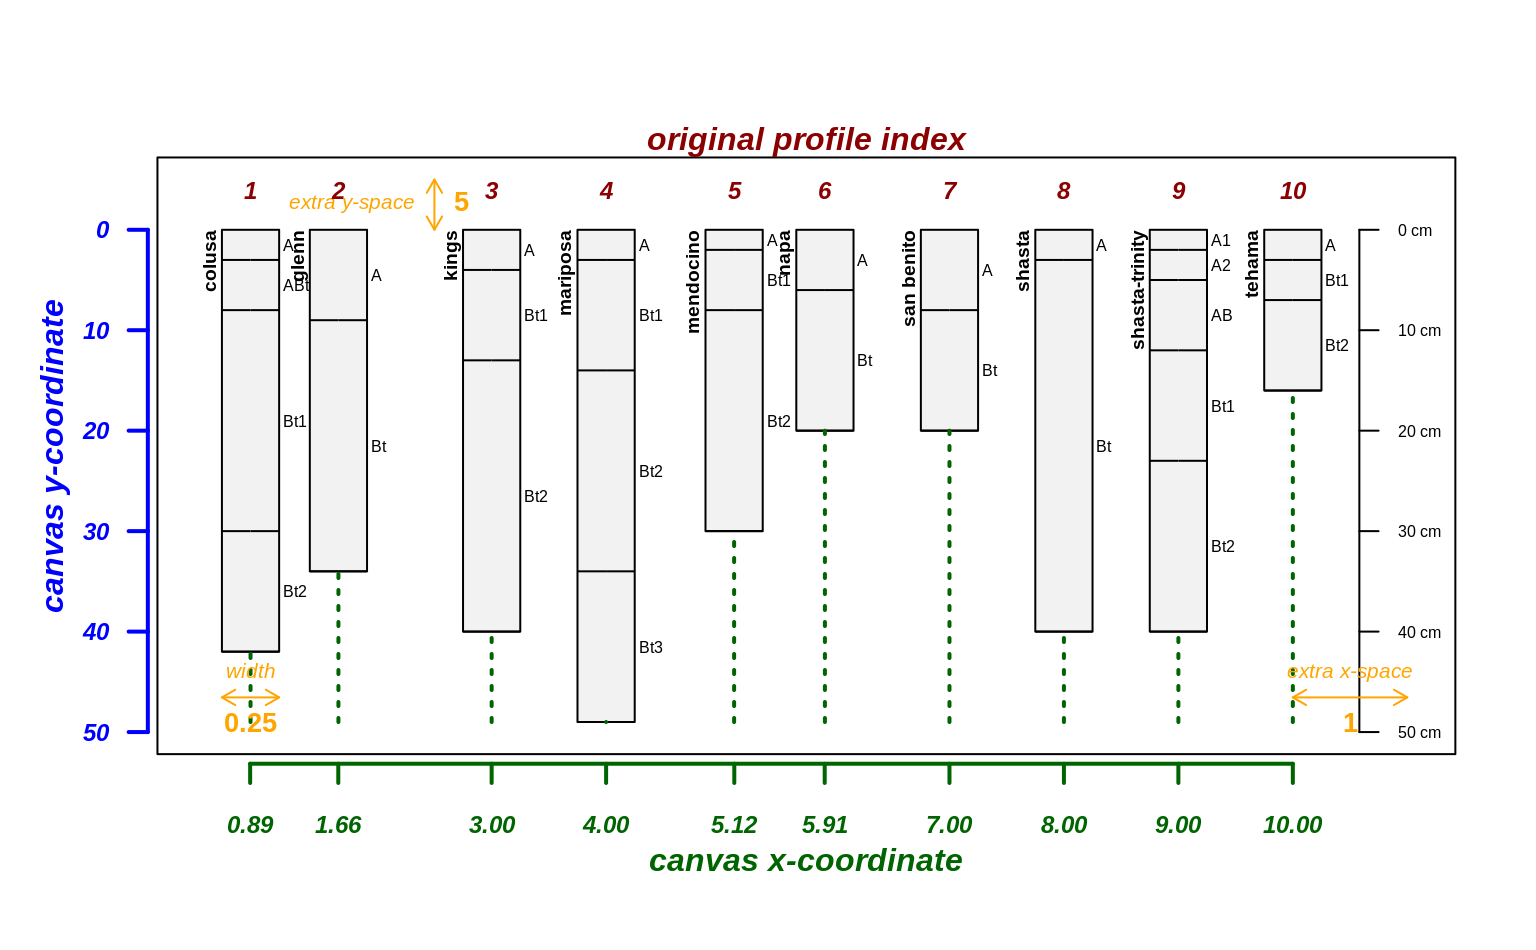 original profile index
1 2 3 4 5 6 7 8 9 10
extra y-space 5
canvas y-coordinate
0
10
20
30
40
50
colusa
A
ABt
Bt1
Bt2
glenn
A
Bt
kings
A
Bt1
Bt2
mariposa
A
Bt1
Bt2
Bt3
mendocino
A
Bt1
Bt2
napa
A
Bt
san benito
A
Bt
shasta
A
Bt
shasta-trinity
A1
A2
AB
Bt1
Bt2
tehama
A
Bt1
Bt2
0 cm
10 cm
20 cm
30 cm
40 cm
50 cm
width
0.25
extra x-space
1
0.89 1.66 3.00 4.00 5.12 5.91 7.00 8.00 9.00 10.00
canvas x-coordinate